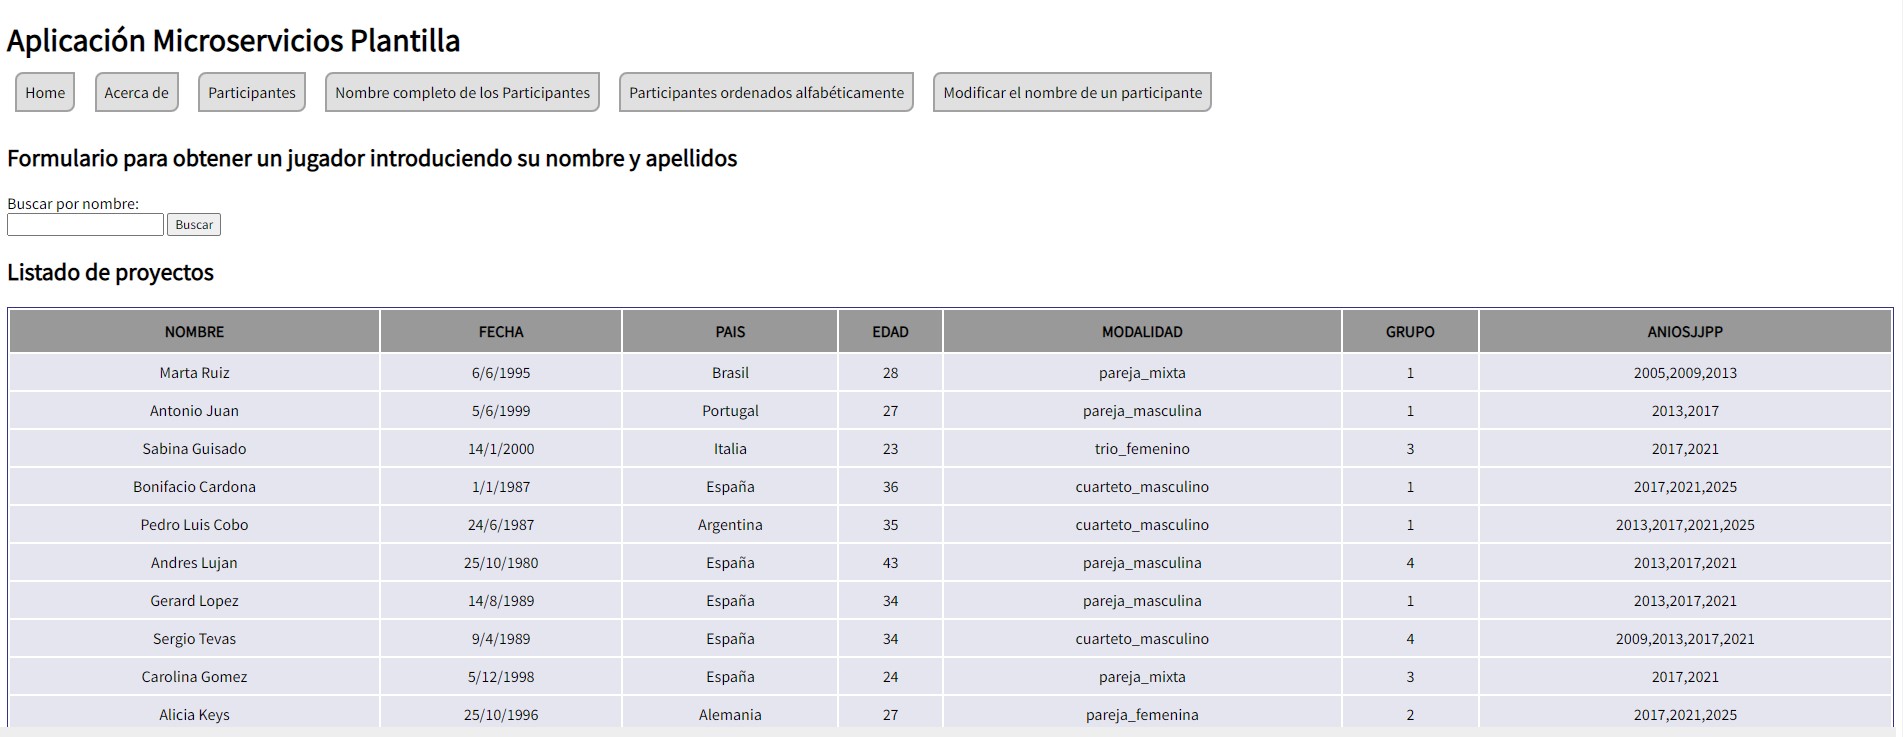 Aplicación Microservicios Plantilla
Home Acerca de Participantes Nombre completo de los Participantes Participantes ordenados alfabéticamente Modificar el nombre de un participante
Formulario para obtener un jugador introduciendo su nombre y apellidos
Buscar por nombre:
Buscar
Listado de proyectos
NOMBRE FECHA PAIS EDAD MODALIDAD GRUPO ANIOSJJPP
Marta Ruiz 6/6/1995 Brasil 28 pareja_mixta 1 2005,2009,2013
Antonio Juan 5/6/1999 Portugal 27 pareja_masculina 1 2013,2017
Sabina Guisado 14/1/2000 Italia 23 trio_femenino 3 2017,2021
Bonifacio Cardona 1/1/1987 España 36 cuarteto_masculino 1 2017,2021,2025
Pedro Luis Cobo 24/6/1987 Argentina 35 cuarteto_masculino 1 2013,2017,2021,2025
Andres Lujan 25/10/1980 España 43 pareja_masculina 4 2013,2017,2021
Gerard Lopez 14/8/1989 España 34 pareja_masculina 1 2013,2017,2021
Sergio Tevas 9/4/1989 España 34 cuarteto_masculino 4 2009,2013,2017,2021
Carolina Gomez 5/12/1998 España 24 pareja_mixta 3 2017,2021
Alicia Keys 25/10/1996 Alemania 27 pareja_femenina 2 2017,2021,2025